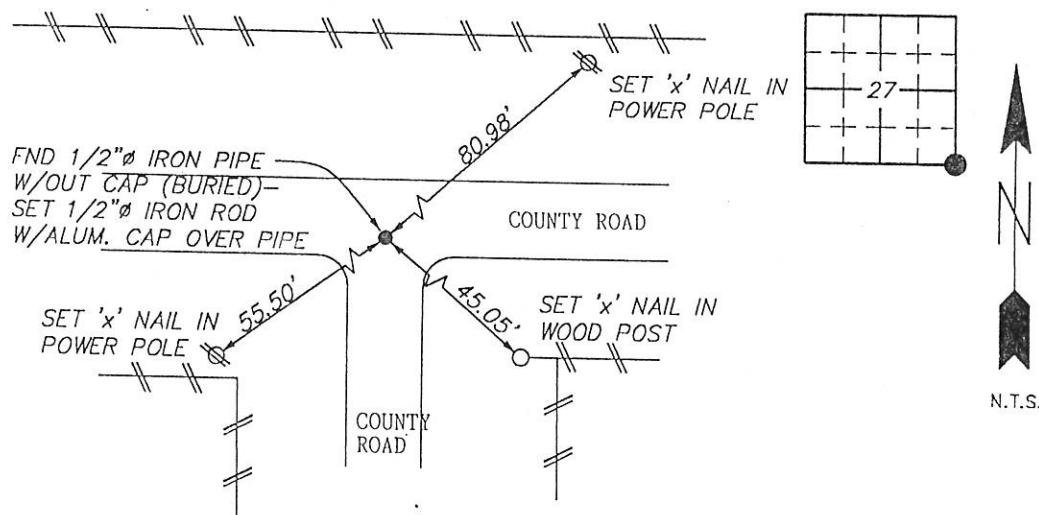 SET 'x' NAIL IN
POWER POLE
27
80.98'
FND 1/2"ø IRON PIPE
W/OUT CAP (BURIED)–
SET 1/2"ø IRON ROD
W/ALUM. CAP OVER PIPE
COUNTY ROAD
N
55.50'
45.05'
SET 'x' NAIL IN
POWER POLE
SET 'x' NAIL IN
WOOD POST
N.T.S.
COUNTY
ROAD